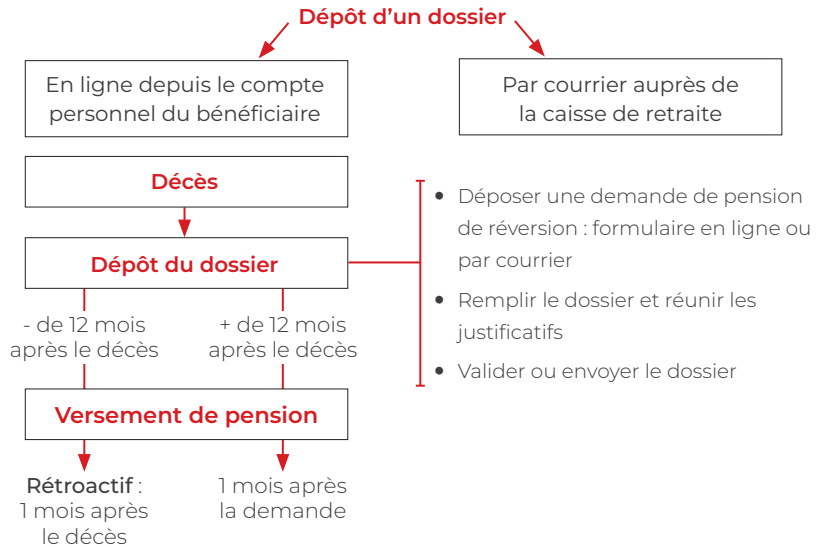 Dépôt d’un dossier
En ligne depuis le compte
personnel du bénéficiaire
Par courrier auprès de
la caisse de retraite
Décès
Dépôt du dossier
• Déposer une demande de pension
de réversion : formulaire en ligne ou
par courrier
• Remplir le dossier et réunir les
justificatifs
• Valider ou envoyer le dossier
- de 12 mois
après le décès
+ de 12 mois
après le décès
Versement de pension
Rétroactif :
1 mois après
le décès
1 mois après
la demande